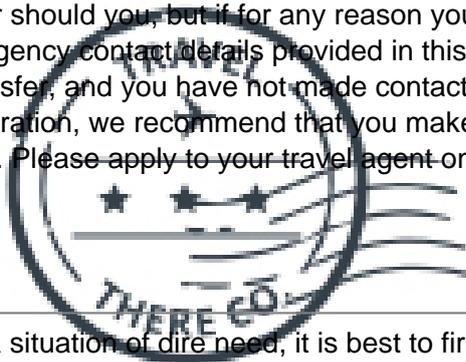 r should you, but if for any reason you
gency contact details provided in this
TRAVEL
sfer, and you have not made contact
ration, we recommend that you make
. Please apply to your travel agent or
THERE CO.
situation of dire need, it is best to fir